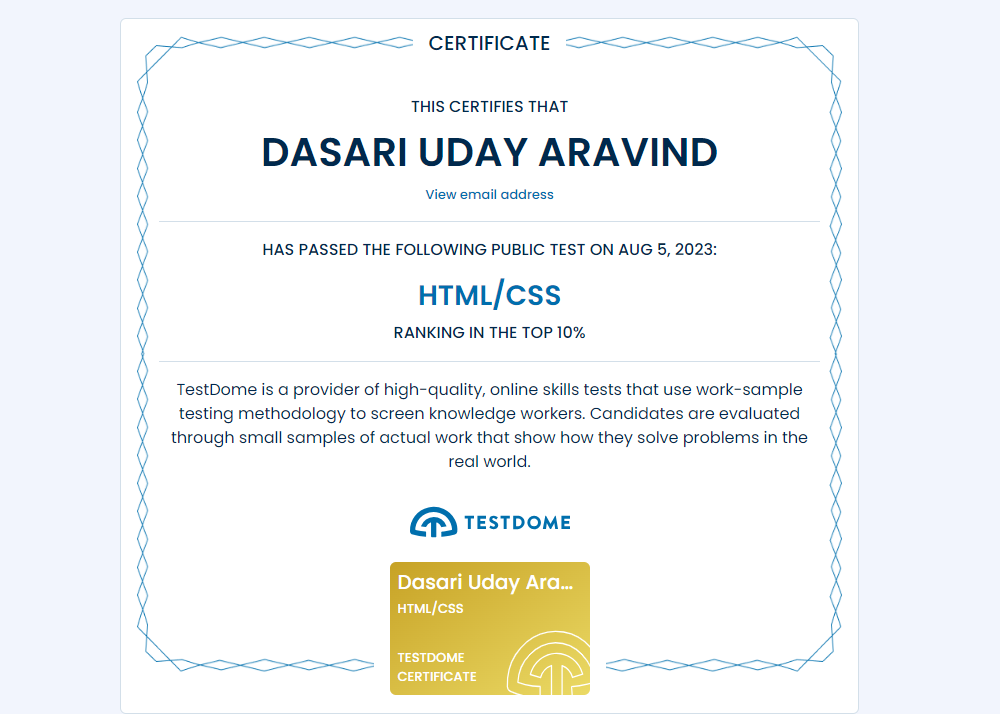 CERTIFICATE
THIS CERTIFIES THAT
DASARI UDAY ARAVIND
View email address
HAS PASSED THE FOLLOWING PUBLIC TEST ON AUG 5, 2023:
HTML/CSS
RANKING IN THE TOP 10%
TestDome is a provider of high-quality, online skills tests that use work-sample
testing methodology to screen knowledge workers. Candidates are evaluated
through small samples of actual work that show how they solve problems in the
real world.
TESTDOME
Dasari Uday Ara...
HTML/CSS
TESTDOME
CERTIFICATE